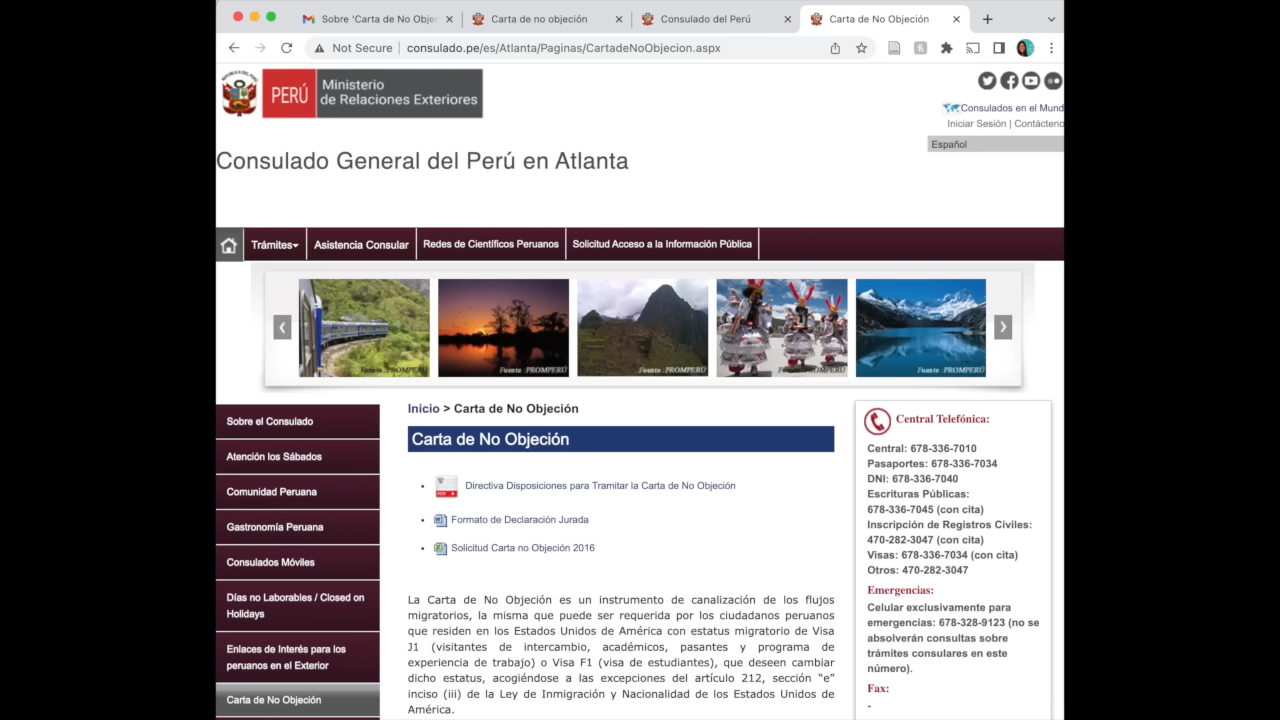 Sobre 'Carta de No Obje
Carta de no objeción
Consulado del Perú
Carta de No Objeción
Not Secure
consulado.pe/es/Atlanta/Paginas/CartadeNoObjecion.aspx
PERÚ
Ministerio
de Relaciones Exteriores
Consulados en el Mund
Iniciar Sesión | Contácteno
Español
Consulado General del Perú en Atlanta
Trámites
Asistencia Consular
Redes de Científicos Peruanos
Solicitud Acceso a la Información Pública
Fuente :PROMPERÚ
Fuente :PROMPERÚ
Fuente :PROMPERÚ
Fuente :PROMPERÚ
Fuente :PROMPERÚ
Sobre el Consulado
Atención los Sábados
Comunidad Peruana
Gastronomía Peruana
Consulados Móviles
Días no Laborables / Closed on
Holidays
Enlaces de Interés para los
peruanos en el Exterior
Carta de No Objeción
Inicio > Carta de No Objeción
Carta de No Objeción
Directiva Disposiciones para Tramitar la Carta de No Objeción
Formato de Declaración Jurada
Solicitud Carta no Objeción 2016
La Carta de No Objeción es un instrumento de canalización de los flujos
migratorios, la misma que puede ser requerida por los ciudadanos peruanos
que residen en los Estados Unidos de América con estatus migratorio de Visa
J1 (visitantes de intercambio, académicos, pasantes y programa de
experiencia de trabajo) o Visa F1 (visa de estudiantes), que deseen cambiar
dicho estatus, acogiéndose a las excepciones del artículo 212, sección “e”
inciso (iii) de la Ley de Inmigración y Nacionalidad de los Estados Unidos de
América.
Central Telefónica:
Central: 678-336-7010
Pasaportes: 678-336-7034
DNI: 678-336-7040
Escrituras Públicas:
678-336-7045 (con cita)
Inscripción de Registros Civiles:
470-282-3047 (con cita)
Visas: 678-336-7034 (con cita)
Otros: 470-282-3047
Emergencias:
Celular exclusivamente para
emergencias: 678-328-9123 (no se
absolverán consultas sobre
trámites consulares en este
número).
Fax:
-